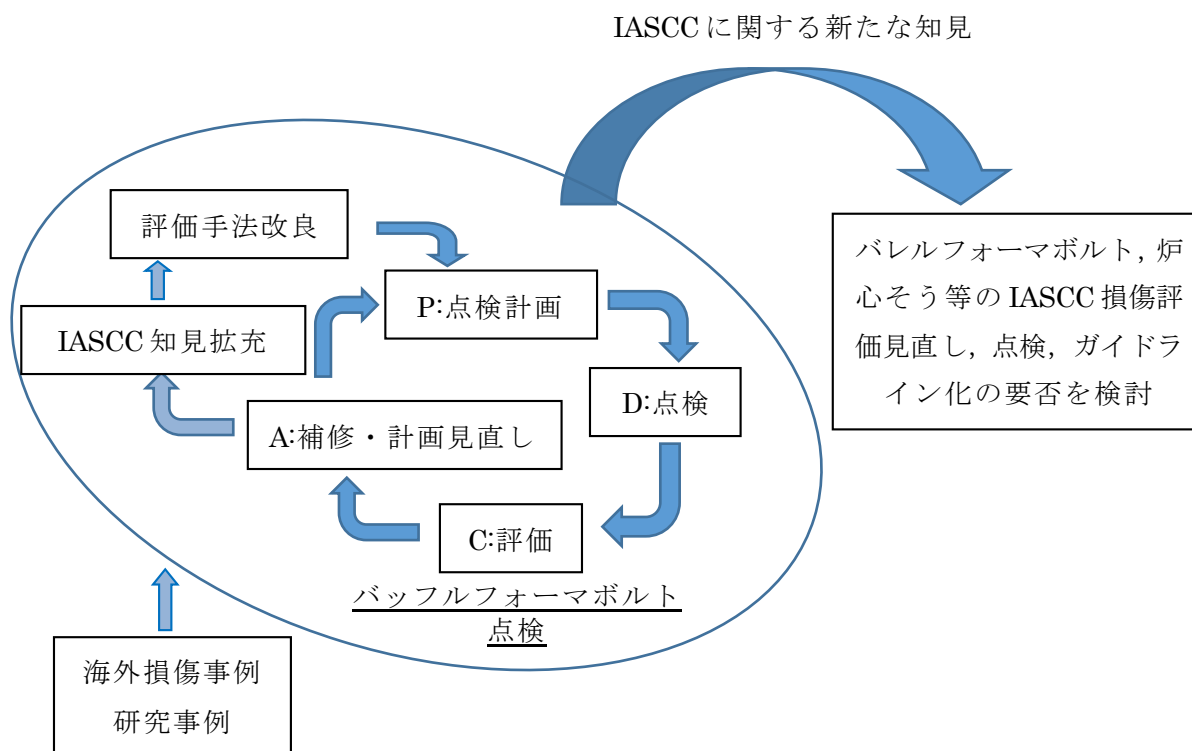 IASCCに関する新たな知見
評価手法改良
P:点検計画
IASCC知見拡充
D:点検
A:補修・計画見直し
C:評価
バッフルフォーマボルト
点検
海外損傷事例
研究事例
バレルフォーマボルト,炉
心そう等のIASCC損傷評
価見直し,点検,ガイドラ
イン化の要否を検討